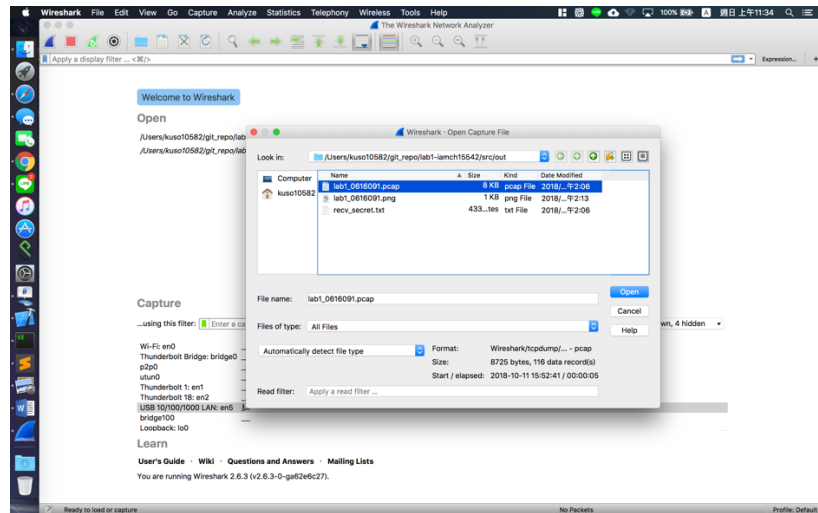 Wireshark File Edit View Go Capture Analyze Statistics Telephony Wireless Tools Help 100% 週日上午11:34
The Wireshark Network Analyzer
Apply a display filter ... <⌘/> Expression... +
Welcome to Wireshark
Open
/Users/kuso10582/git_repo/lab
/Users/kuso10582/git_repo/lab
Wireshark · Open Capture File
Look in: /Users/kuso10582/git_repo/lab1-iamch15542/src/out
Computer
kuso10582
Name Size Kind Date Modified
lab1_0616091.pcap 8 KB pcap File 2018/...午2:06
lab1_0616091.png 1 KB png File 2018/...午2:13
recv_secret.txt 433...tes txt File 2018/...午2:06
File name: lab1_0616091.pcap Open
Cancel
Files of type: All Files Help
Automatically detect file type
Format: Wireshark/tcpdump/... - pcap
Size: 8725 bytes, 116 data record(s)
Start / elapsed: 2018-10-11 15:52:41 / 00:00:05
Read filter: Apply a read filter ...
Capture
...using this filter: Enter a ca wn, 4 hidden
Wi-Fi: en0
Thunderbolt Bridge: bridge0
p2p0
utun0
Thunderbolt 1: en1
Thunderbolt 18: en2
USB 10/100/1000 LAN: en5
bridge100
Loopback: lo0
Learn
User's Guide · Wiki · Questions and Answers · Mailing Lists
You are running Wireshark 2.6.3 (v2.6.3-0-ga62e6c27).
Ready to load or capture No Packets Profile: Default